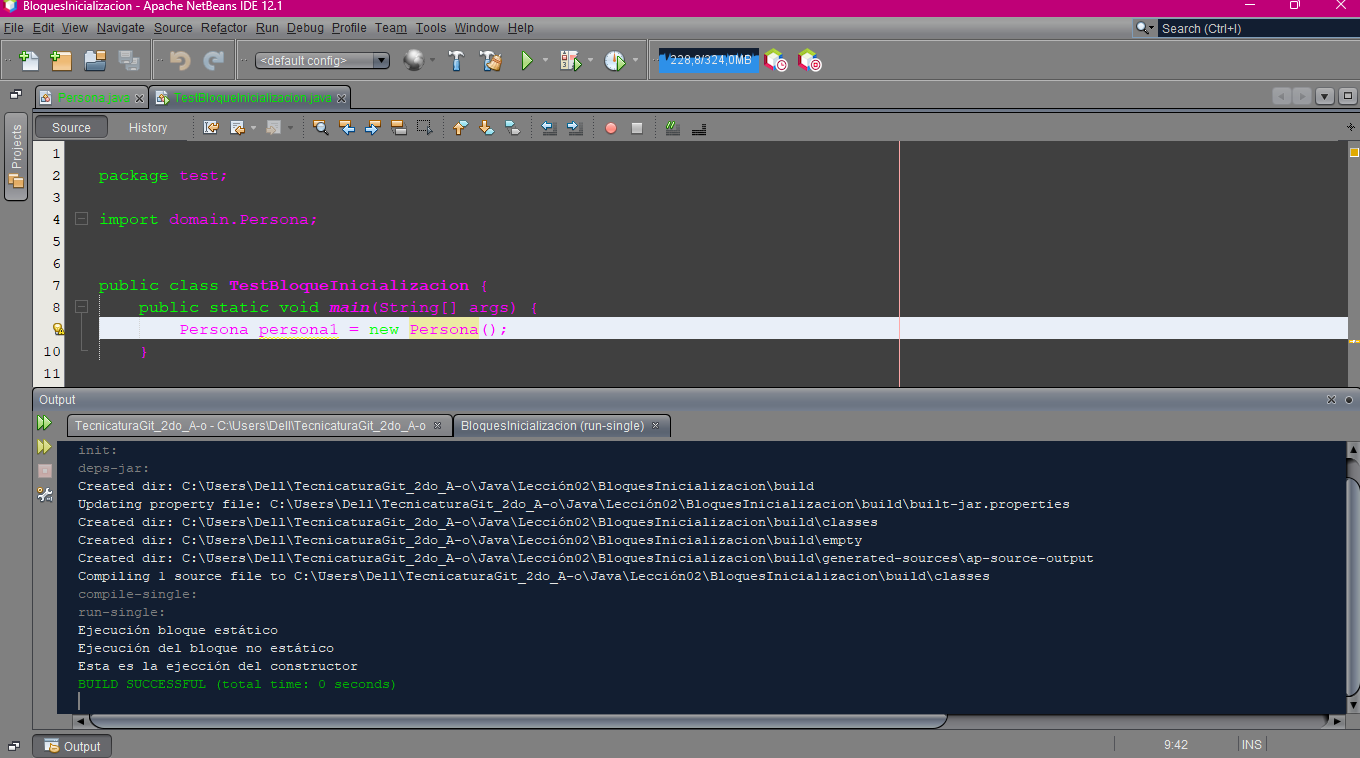 BloquesInicializacion - Apache NetBeans IDE 12.1
File Edit View Navigate Source Refactor Run Debug Profile Team Tools Window Help
Search (Ctrl+I)
<default config>
228,8/324,0MB
Persona.java TestBloqueInicializacion.java
Source History
Projects
1
2 package test;
3
4 import domain.Persona;
5
6
7 public class TestBloqueInicializacion {
8 public static void main(String[] args) {
Persona persona1 = new Persona();
10 }
11
Output
TecnicaturaGit_2do_A-o - C:\Users\Dell\TecnicaturaGit_2do_A-o BloquesInicializacion (run-single)
init:
deps-jar:
Created dir: C:\Users\Dell\TecnicaturaGit_2do_A-o\Java\Lección02\BloquesInicializacion\build
Updating property file: C:\Users\Dell\TecnicaturaGit_2do_A-o\Java\Lección02\BloquesInicializacion\build\built-jar.properties
Created dir: C:\Users\Dell\TecnicaturaGit_2do_A-o\Java\Lección02\BloquesInicializacion\build\classes
Created dir: C:\Users\Dell\TecnicaturaGit_2do_A-o\Java\Lección02\BloquesInicializacion\build\empty
Created dir: C:\Users\Dell\TecnicaturaGit_2do_A-o\Java\Lección02\BloquesInicializacion\build\generated-sources\ap-source-output
Compiling 1 source file to C:\Users\Dell\TecnicaturaGit_2do_A-o\Java\Lección02\BloquesInicializacion\build\classes
compile-single:
run-single:
Ejecución bloque estático
Ejecución del bloque no estático
Esta es la ejección del constructor
BUILD SUCCESSFUL (total time: 0 seconds)
Output
9:42 INS